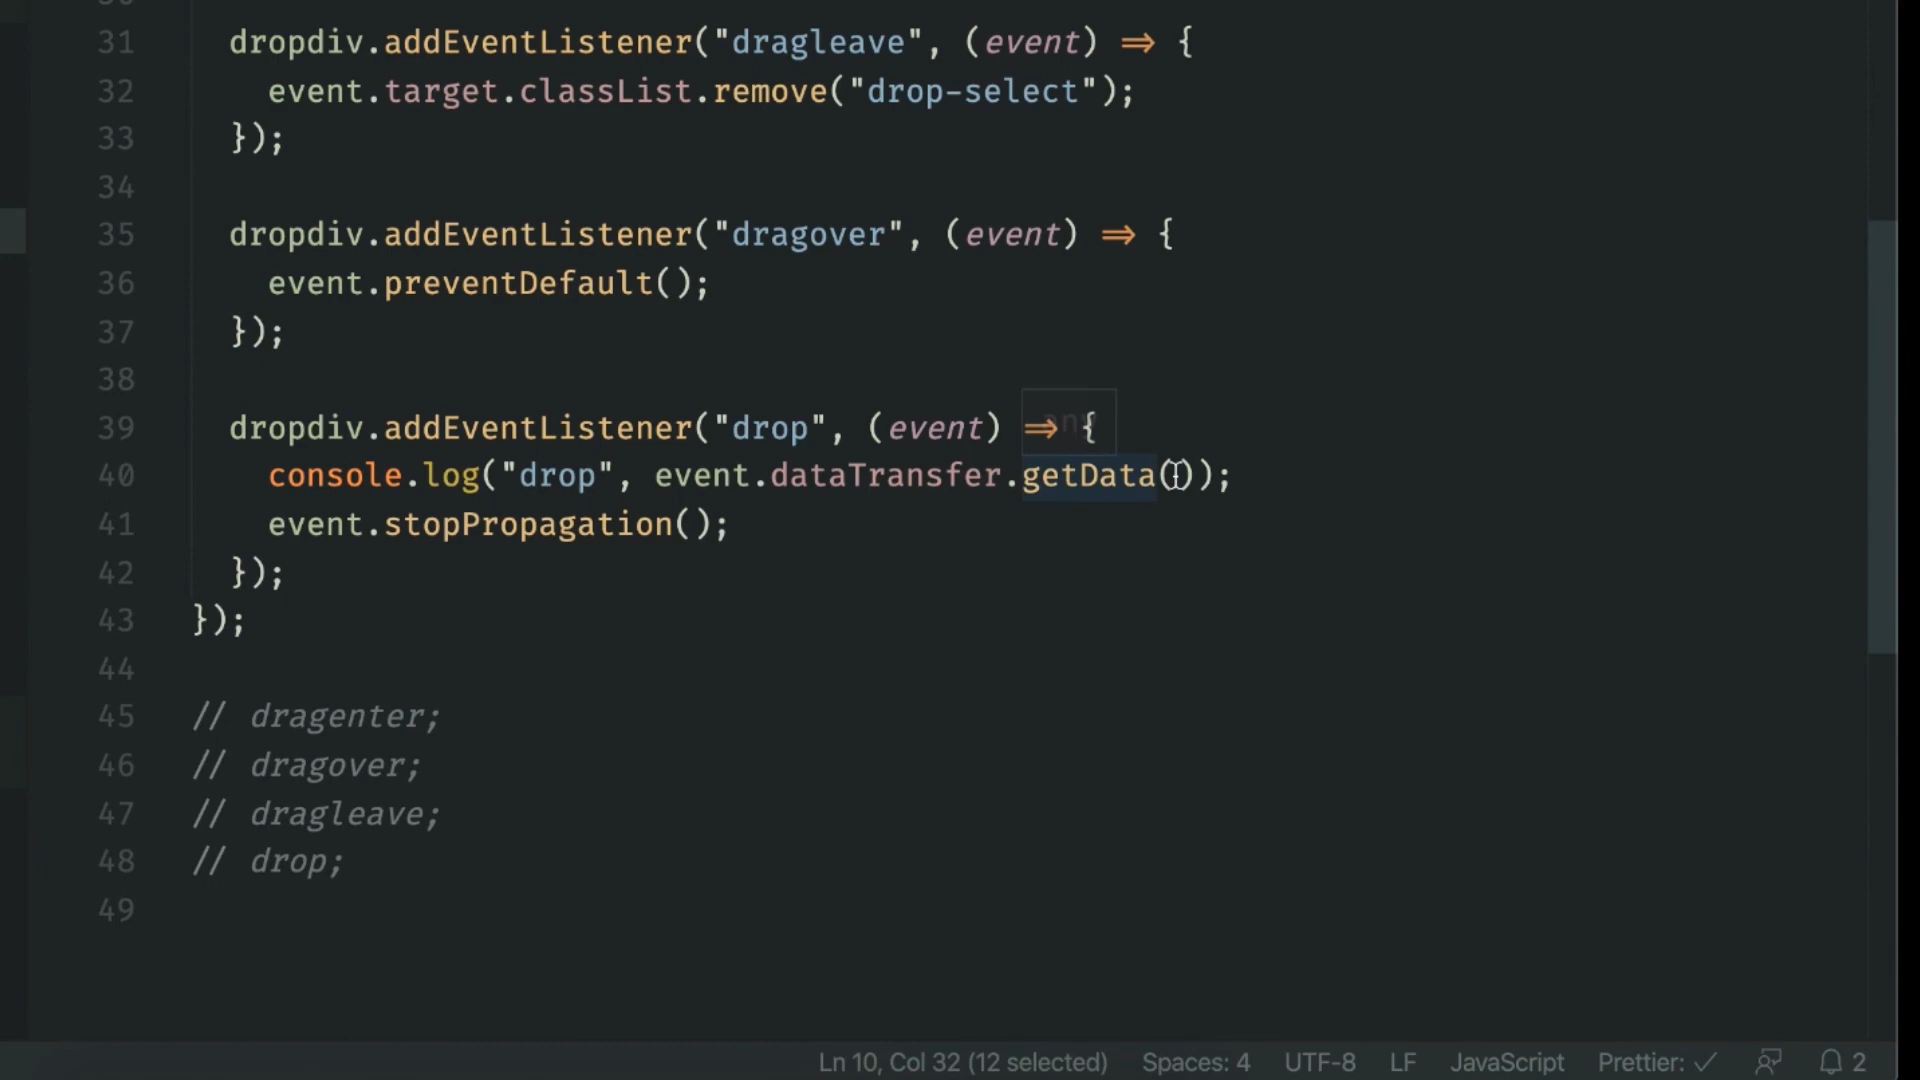 31 dropdiv.addEventListener("dragleave", (event) => {
32 event.target.classList.remove("drop-select");
33 });
34
35 dropdiv.addEventListener("dragover", (event) => {
36 event.preventDefault();
37 });
38
39 dropdiv.addEventListener("drop", (event) => {
40 console.log("drop", event.dataTransfer.getData());
41 event.stopPropagation();
42 });
43 });
44
45 // dragenter;
46 // dragover;
47 // dragleave;
48 // drop;
49
Ln 10, Col 32 (12 selected) Spaces: 4 UTF-8 LF JavaScript Prettier: ✓ 2